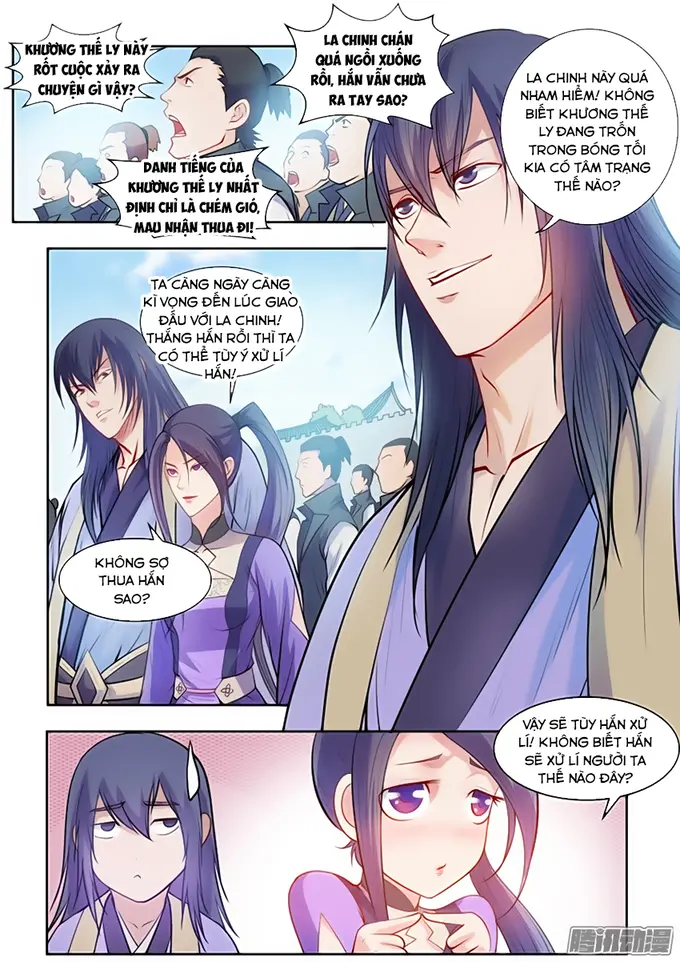 KHƯƠNG THẾ LY NÀY
RỐT CUỘC XẢY RA
CHUYỆN GÌ VẬY?
LA CHINH CHÁN
QUÁ NGỒI XUỐNG
RỒI, HẮN VẪN CHƯA
RA TAY SAO?
DANH TIẾNG CỦA
KHƯƠNG THẾ LY NHẤT
ĐỊNH CHỈ LÀ CHÉM GIÓ,
MAU NHẬN THUA ĐI!
LA CHINH NÀY QUÁ
NHAM HIỂM! KHÔNG
BIẾT KHƯƠNG THẾ
LY ĐANG TRỐN
TRONG BÓNG TỐI
KIA CÓ TÂM TRẠNG
THẾ NÀO?
TA CÀNG NGÀY CÀNG
KÌ VỌNG ĐẾN LÚC GIAO
ĐẤU VỚI LA CHINH!
THẮNG HẮN RỒI THÌ TA
CÓ THỂ TÙY Ý XỬ LÍ
HẮN!
KHÔNG SỢ
THUA HẮN
SAO?
VẬY SẼ TÙY HẮN XỬ
LÍ! KHÔNG BIẾT HẮN
SẼ XỬ LÍ NGƯỜI TA
THẾ NÀO ĐÂY?
腾讯动漫